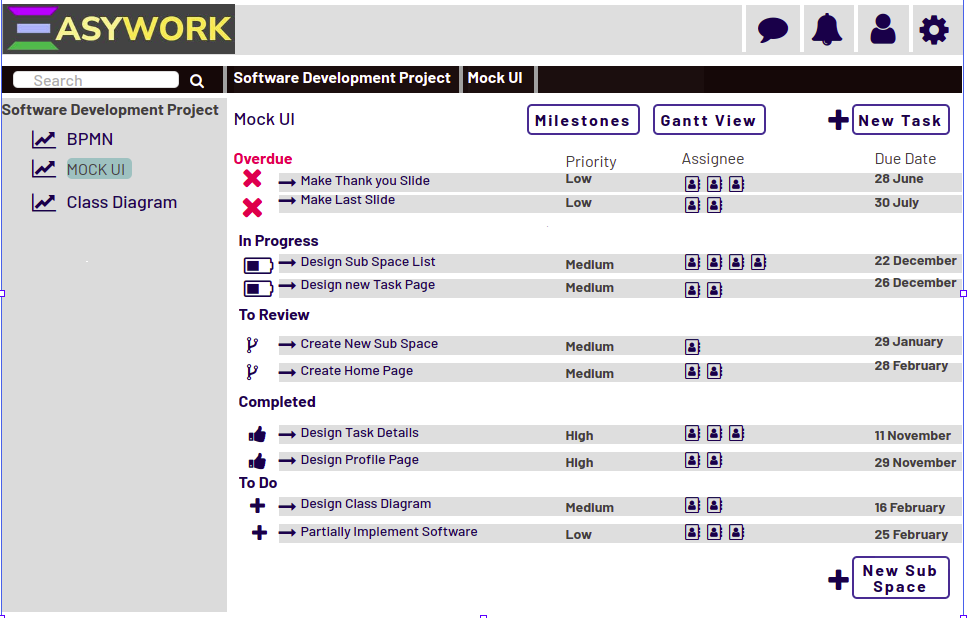 EASYWORK
Search
Software Development Project
Mock UI
Software Development Project
BPMN
MOCK UI
Class Diagram
Mock UI
Milestones
Gantt View
New Task
Overdue
Priority
Assignee
Due Date
Make Thank you Slide
Low
28 June
Make Last Slide
Low
30 July
In Progress
Design Sub Space List
Medium
22 December
Design new Task Page
Medium
26 December
To Review
Create New Sub Space
Medium
29 January
Create Home Page
Medium
28 February
Completed
Design Task Details
High
11 November
Design Profile Page
High
29 November
To Do
Design Class Diagram
Medium
16 February
Partially Implement Software
Low
25 February
New Sub
Space